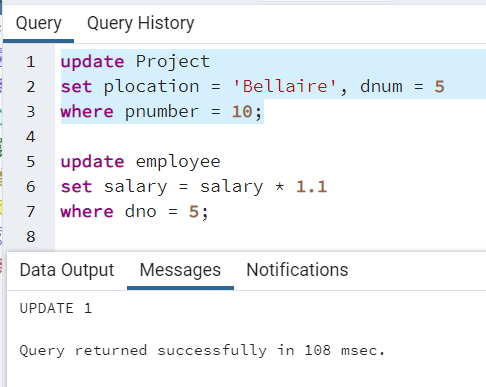 Query Query History
1 update Project
2 set plocation = 'Bellaire', dnum = 5
3 where pnumber = 10;
4
5 update employee
6 set salary = salary * 1.1
7 where dno = 5;
8
Data Output Messages Notifications
UPDATE 1
Query returned successfully in 108 msec.